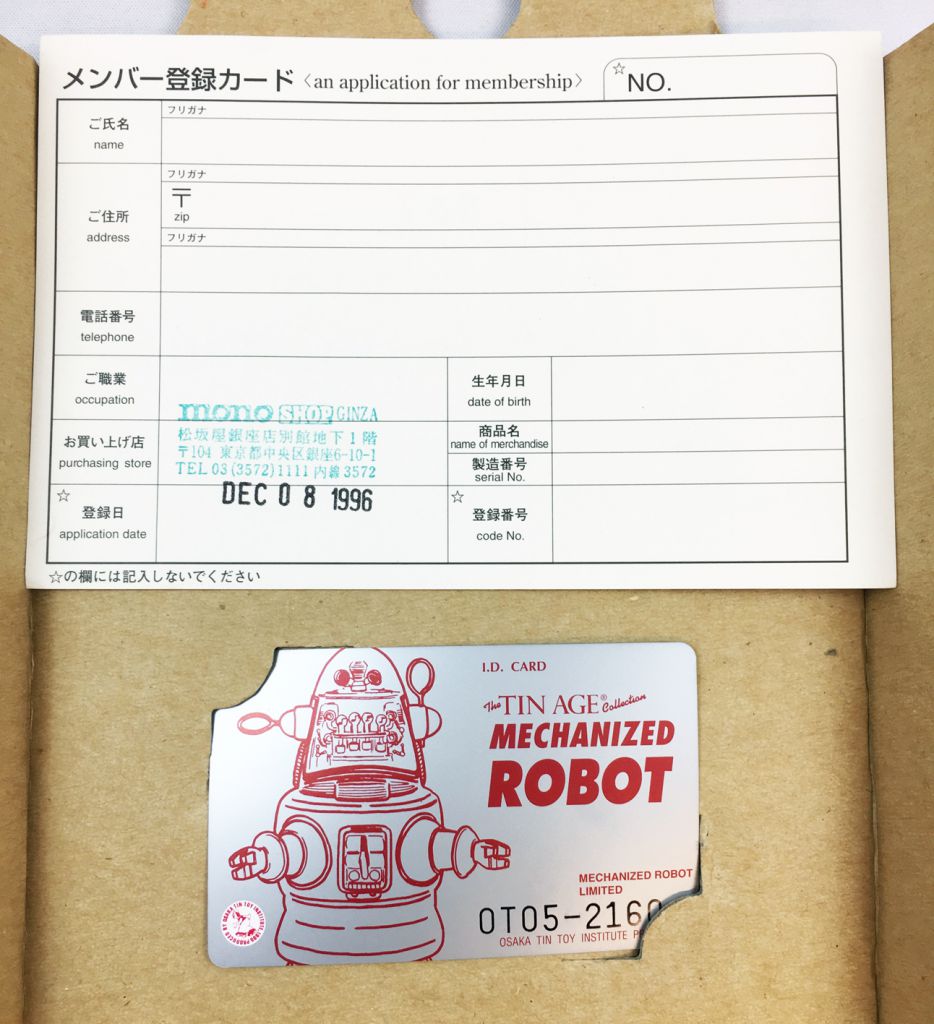 メンバー登録カード〈an application for membership〉
☆NO.
ご氏名
name
フリガナ
ご住所
address
フリガナ
〒
zip
フリガナ
電話番号
telephone
ご職業
occupation
生年月日
date of birth
お買い上げ店
purchasing store
mono SHOP GINZA
松坂屋銀座店別館地下1階
〒104 東京都中央区銀座6-10-1
TEL 03(3572)1111 内線3572
商品名
name of merchandise
製造番号
serial No.
☆
登録日
application date
DEC 08 1996
☆
登録番号
code No.
☆の欄には記入しないでください
I.D. CARD
The TIN AGE® Collection
MECHANIZED
ROBOT
MECHANIZED ROBOT
LIMITED
OT05-2160
OSAKA TIN TOY INSTITUTE